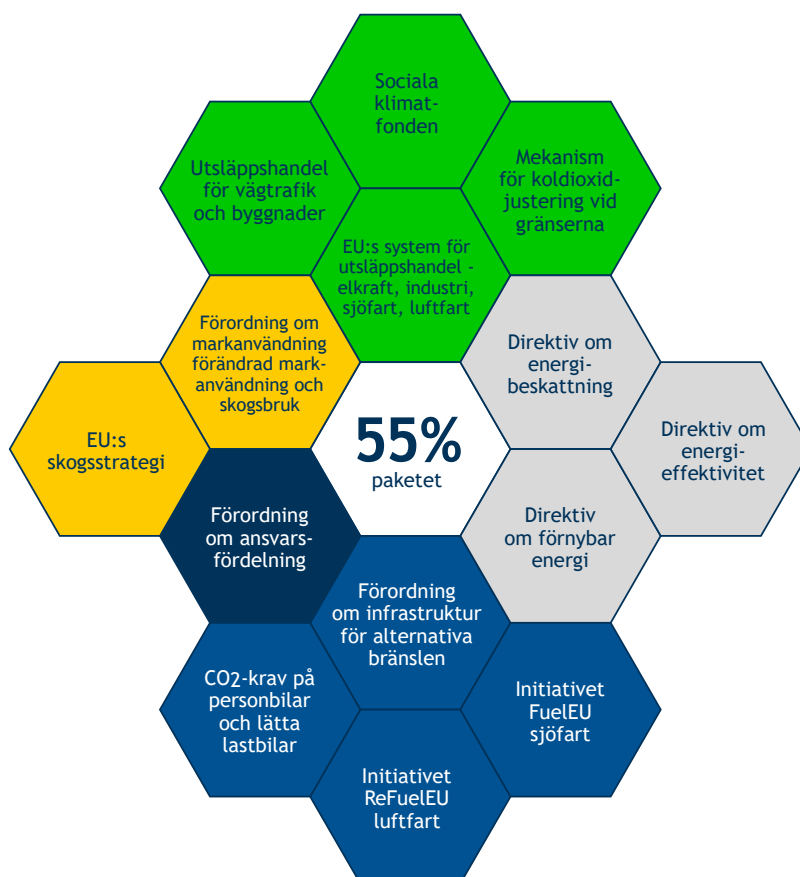 Sociala
klimat-
fonden
Utsläppshandel
för vägtrafik
och byggnader
Mekanism
för koldioxid-
justering vid
gränserna
EU:s system för
utsläppshandel -
elkraft, industri,
sjöfart, luftfart
Förordning om
markanvändning
förändrad mark-
användning och
skogsbruk
Direktiv om
energi-
beskattning
EU:s
skogsstrategi
55%
paketet
Direktiv om
energi-
effektivitet
Förordning
om ansvars-
fördelning
Direktiv
om förnybar
energi
Förordning
om infrastruktur
för alternativa
bränslen
CO2-krav på
personbilar
och lätta
lastbilar
Initiativet
FuelEU
sjöfart
Initiativet
ReFuelEU
luftfart